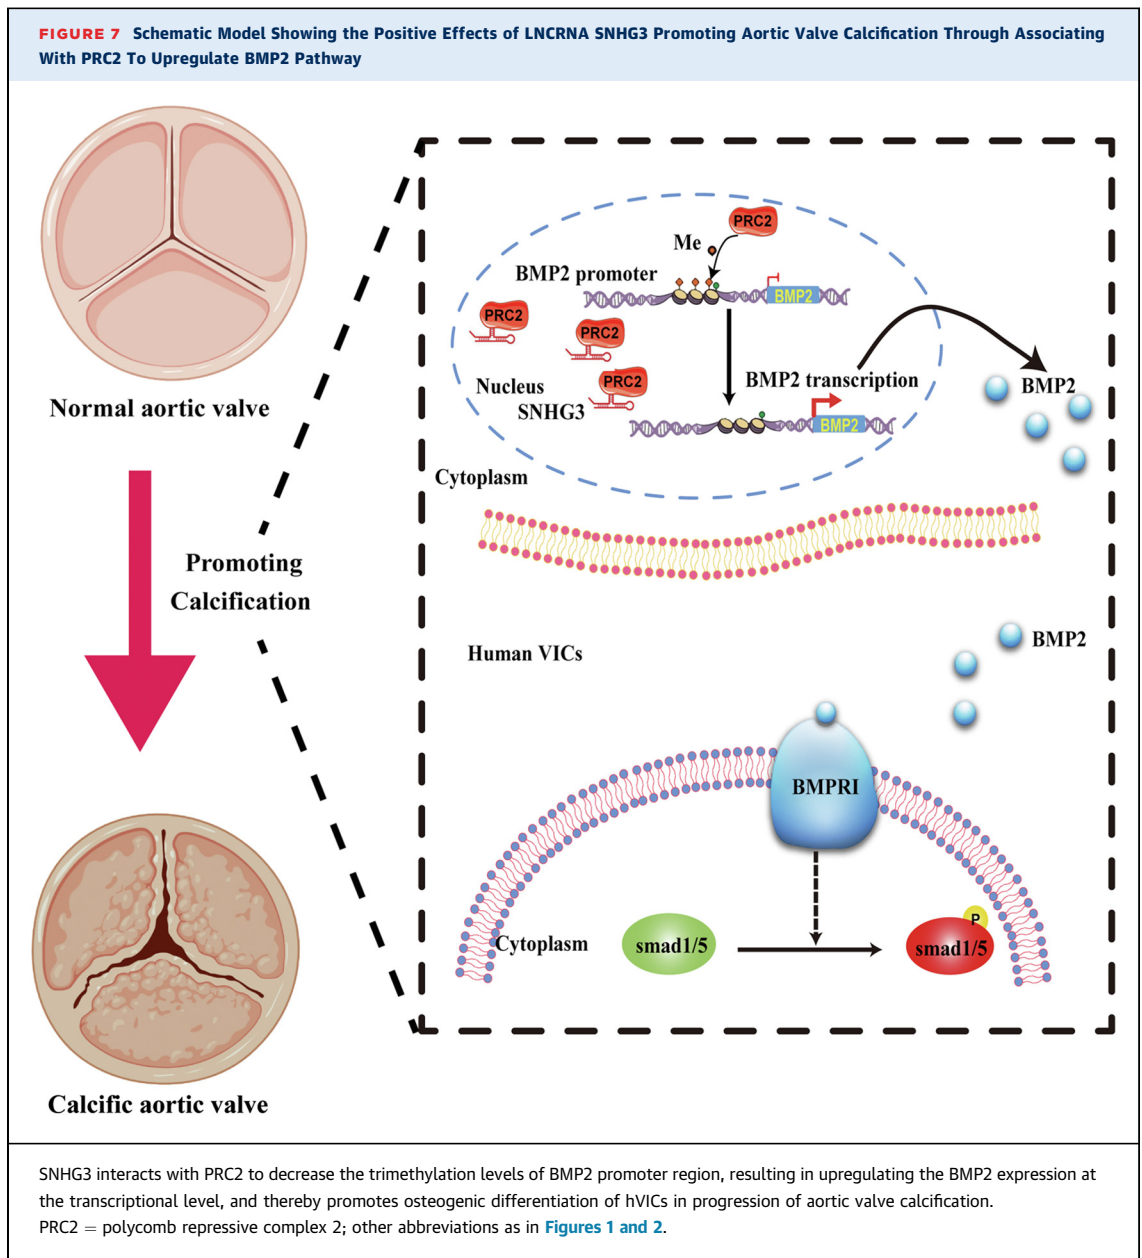 FIGURE 7 Schematic Model Showing the Positive Effects of LNCRNA SNHG3 Promoting Aortic Valve Calcification Through Associating
With PRC2 To Upregulate BMP2 Pathway
Normal aortic valve
Promoting
Calcification
Calcific aortic valve
PRC2
Me
BMP2 promoter
BMP2
PRC2
PRC2
PRC2
Nucleus
SNHG3
BMP2 transcription
BMP2
BMP2
Cytoplasm
Human VICs
BMP2
BMPRI
Cytoplasm
smad1/5
P
smad1/5
SNHG3 interacts with PRC2 to decrease the trimethylation levels of BMP2 promoter region, resulting in upregulating the BMP2 expression at
the transcriptional level, and thereby promotes osteogenic differentiation of hVICs in progression of aortic valve calcification.
PRC2 = polycomb repressive complex 2; other abbreviations as in Figures 1 and 2.